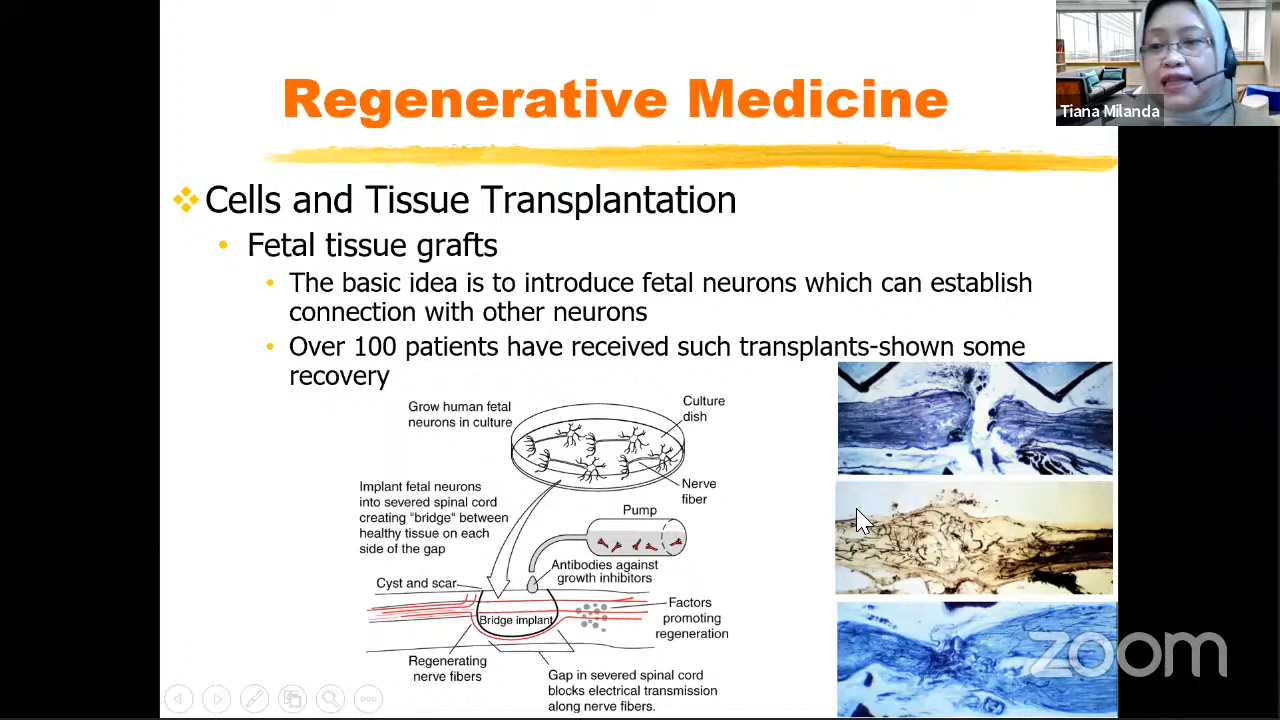 Regenerative Medicine
Tiana Milanda
Cells and Tissue Transplantation
Fetal tissue grafts
The basic idea is to introduce fetal neurons which can establish
connection with other neurons
Over 100 patients have received such transplants-shown some
recovery
Grow human fetal
neurons in culture
Culture
dish
Implant fetal neurons
into severed spinal cord
creating "bridge" between
healthy tissue on each
side of the gap
Nerve
fiber
Pump
Antibodies against
growth inhibitors
Cyst and scar
Bridge implant
Factors
promoting
regeneration
Regenerating
nerve fibers
Gap in severed spinal cord
blocks electrical transmission
along nerve fibers.
zoom